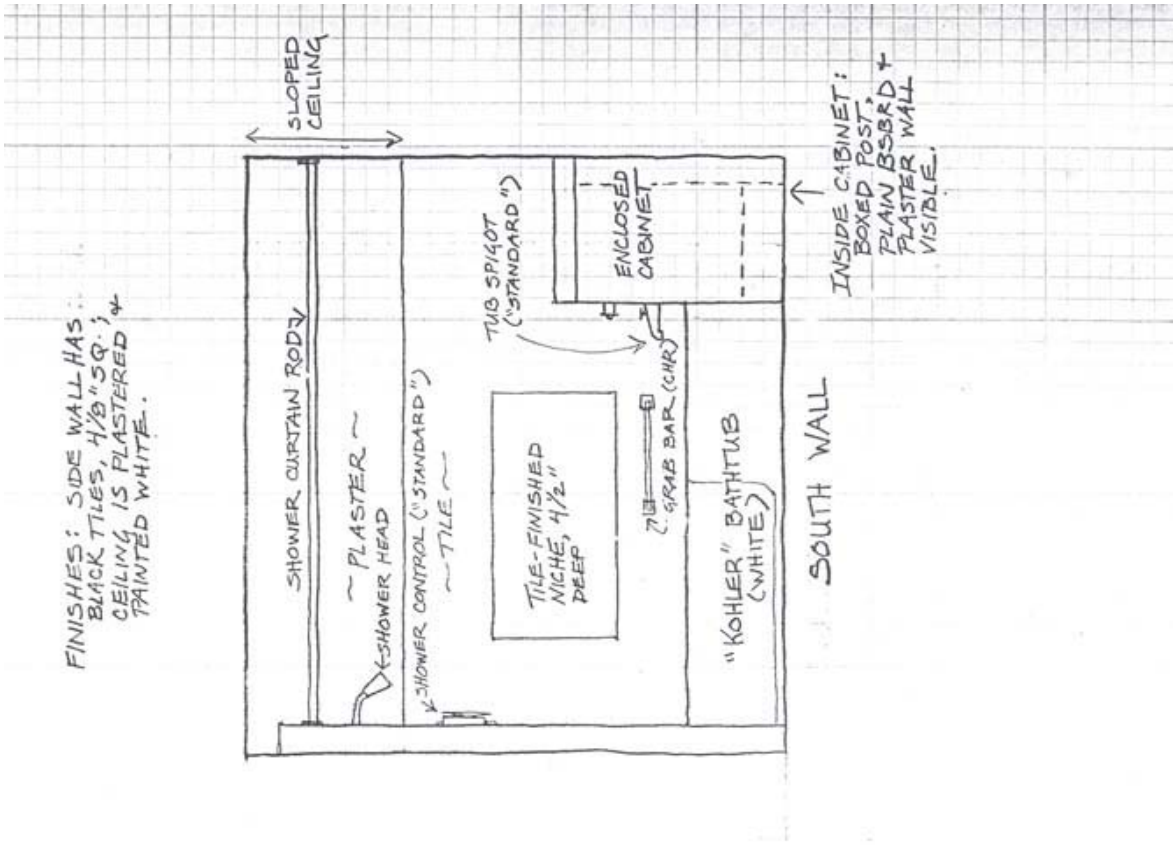 FINISHES: SIDE WALL HAS
BLACK TILES, 4 1/8" SQ.; &
CEILING IS PLASTERED
PAINTED WHITE.
SLOPED
CEILING
SHOWER CURTAIN ROD
~PLASTER~
SHOWER HEAD
SHOWER CONTROL ("STANDARD")
~TILE~
TUB SPIGOT
("STANDARD")
ENCLOSED
CABINET
TILE-FINISHED
NICHE, 4 1/2"
DEEP
GRAB BAR (CHR)
"KOHLER" BATHTUB
(WHITE)
SOUTH WALL
INSIDE CABINET:
BOXED POST,
PLAIN BSBRD &
PLASTER WALL
VISIBLE.